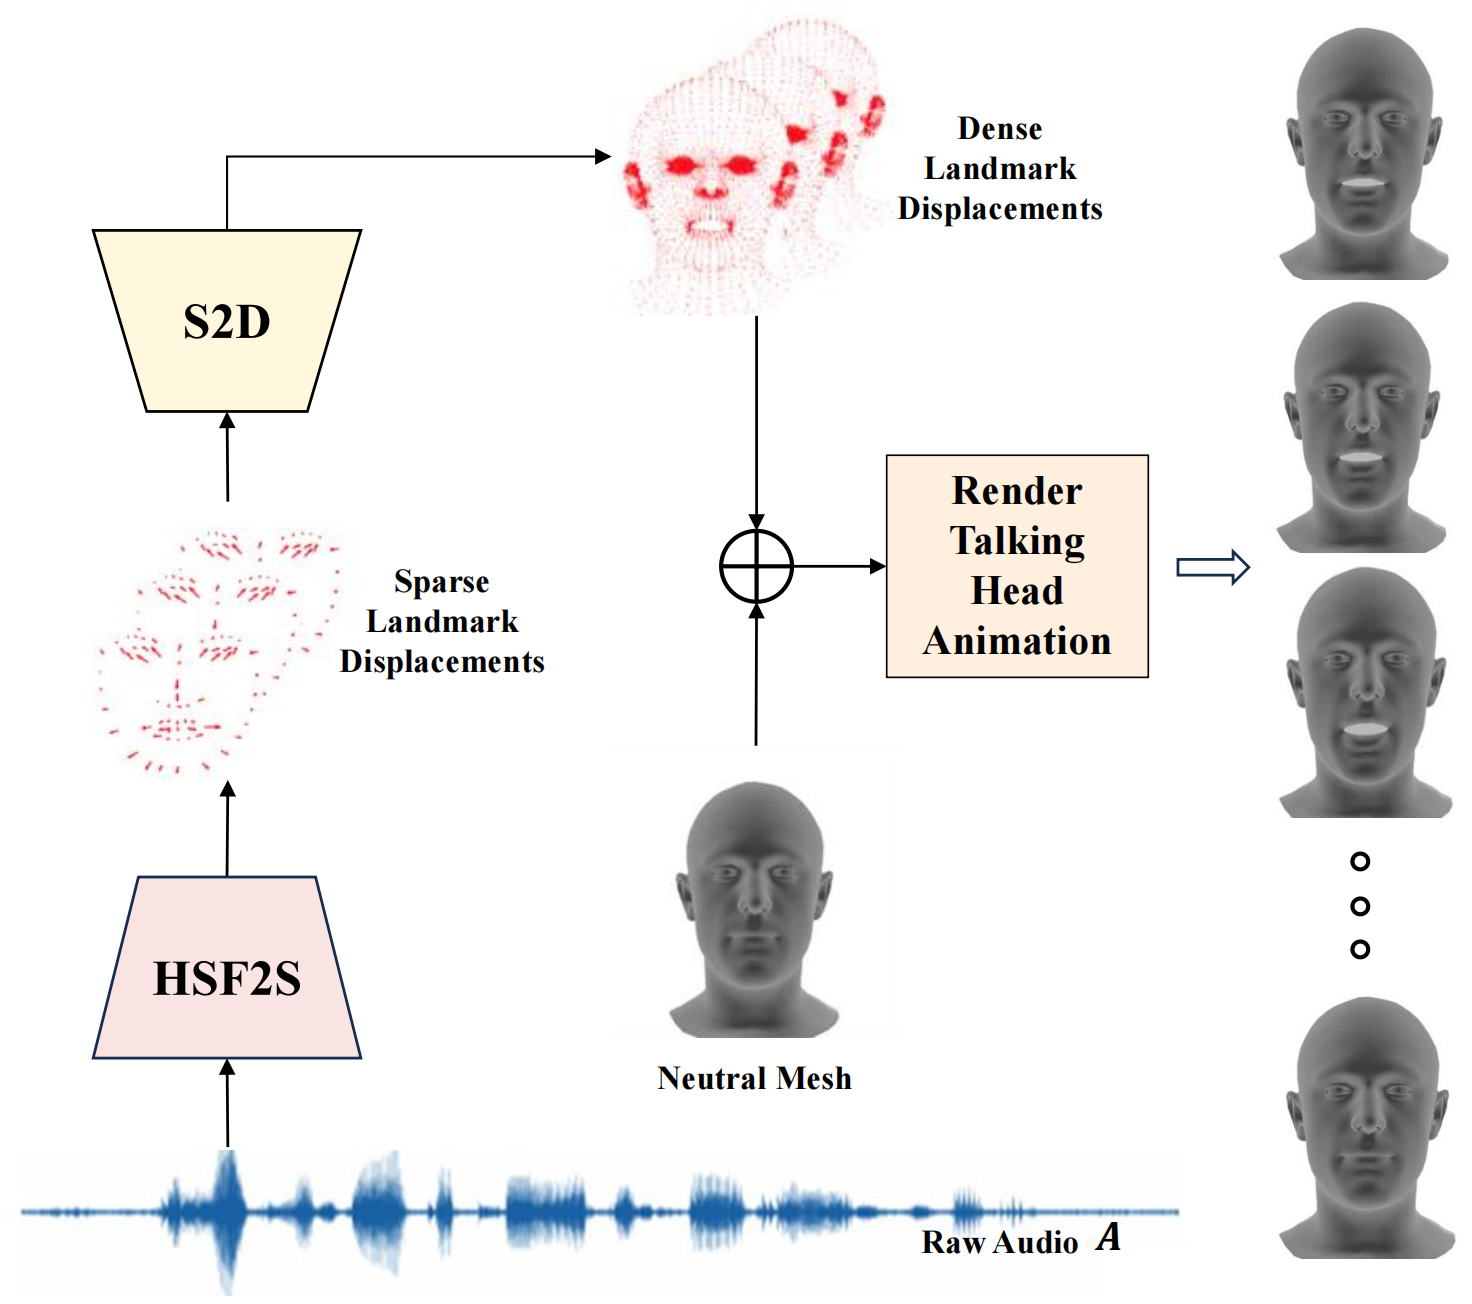 Dense
Landmark
Displacements
S2D
Render
Talking
Head
Animation
Sparse
Landmark
Displacements
HSF2S
Neutral Mesh
Raw Audio A